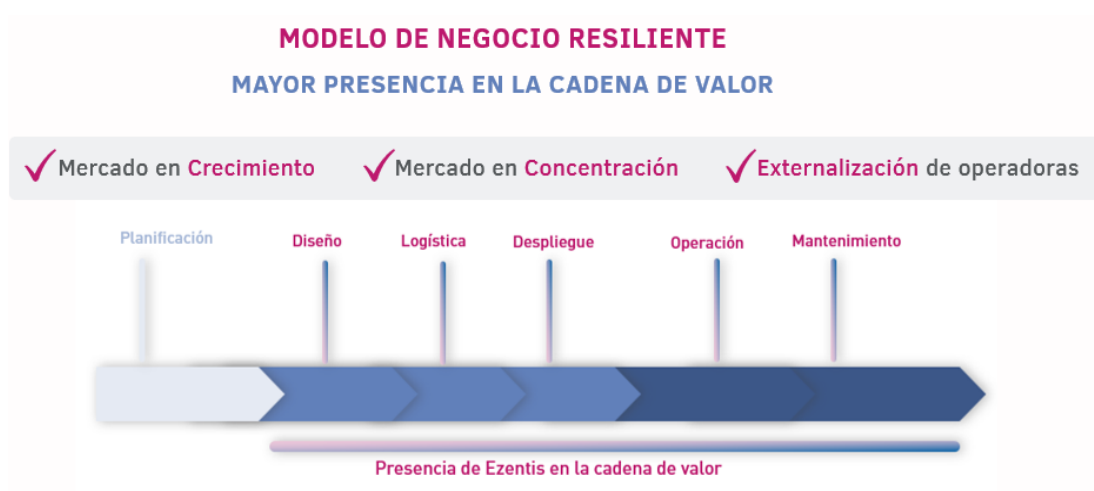 MODELO DE NEGOCIO RESILIENTE
MAYOR PRESENCIA EN LA CADENA DE VALOR
Mercado en Crecimiento
Mercado en Concentración
Externalización de operadoras
Planificación
Diseño
Logística
Despliegue
Operación
Mantenimiento
Presencia de Ezentis en la cadena de valor